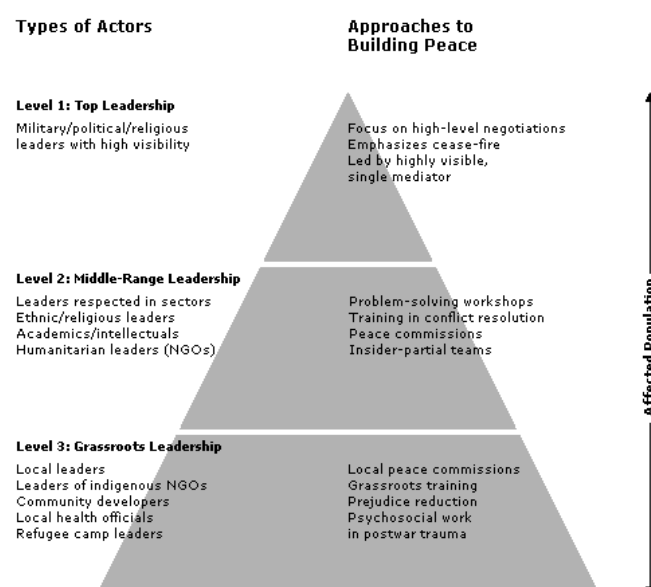 Types of Actors
Approaches to
Building Peace
Level 1: Top Leadership
Military/political/religious
leaders with high visibility
Focus on high-level negotiations
Emphasizes cease-fire
Led by highly visible,
single mediator
Level 2: Middle-Range Leadership
Leaders respected in sectors
Ethnic/religious leaders
Academics/intellectuals
Humanitarian leaders (NGOs)
Problem-solving workshops
Training in conflict resolution
Peace commissions
Insider-partial teams
Level 3: Grassroots Leadership
Local leaders
Leaders of indigenous NGOs
Community developers
Local health officials
Refugee camp leaders
Local peace commissions
Grassroots training
Prejudice reduction
Psychosocial work
in postwar trauma
Affected Population